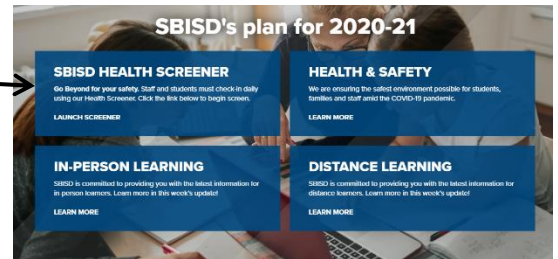 SBISD's plan for 2020-21
SBISD HEALTH SCREENER
Go Beyond for your safety. Staff and students must check-in daily
using our Health Screener. Click the link below to begin screen.
LAUNCH SCREENER
HEALTH & SAFETY
We are ensuring the safest environment possible for students,
families and staff amid the COVID-19 pandemic.
LEARN MORE
IN-PERSON LEARNING
SBISD is committed to providing you with the latest information for
in person learners. Learn more in this week's update!
LEARN MORE
DISTANCE LEARNING
SBISD is committed to providing you with the latest information for
distance learners. Learn more in this week's update!
LEARN MORE